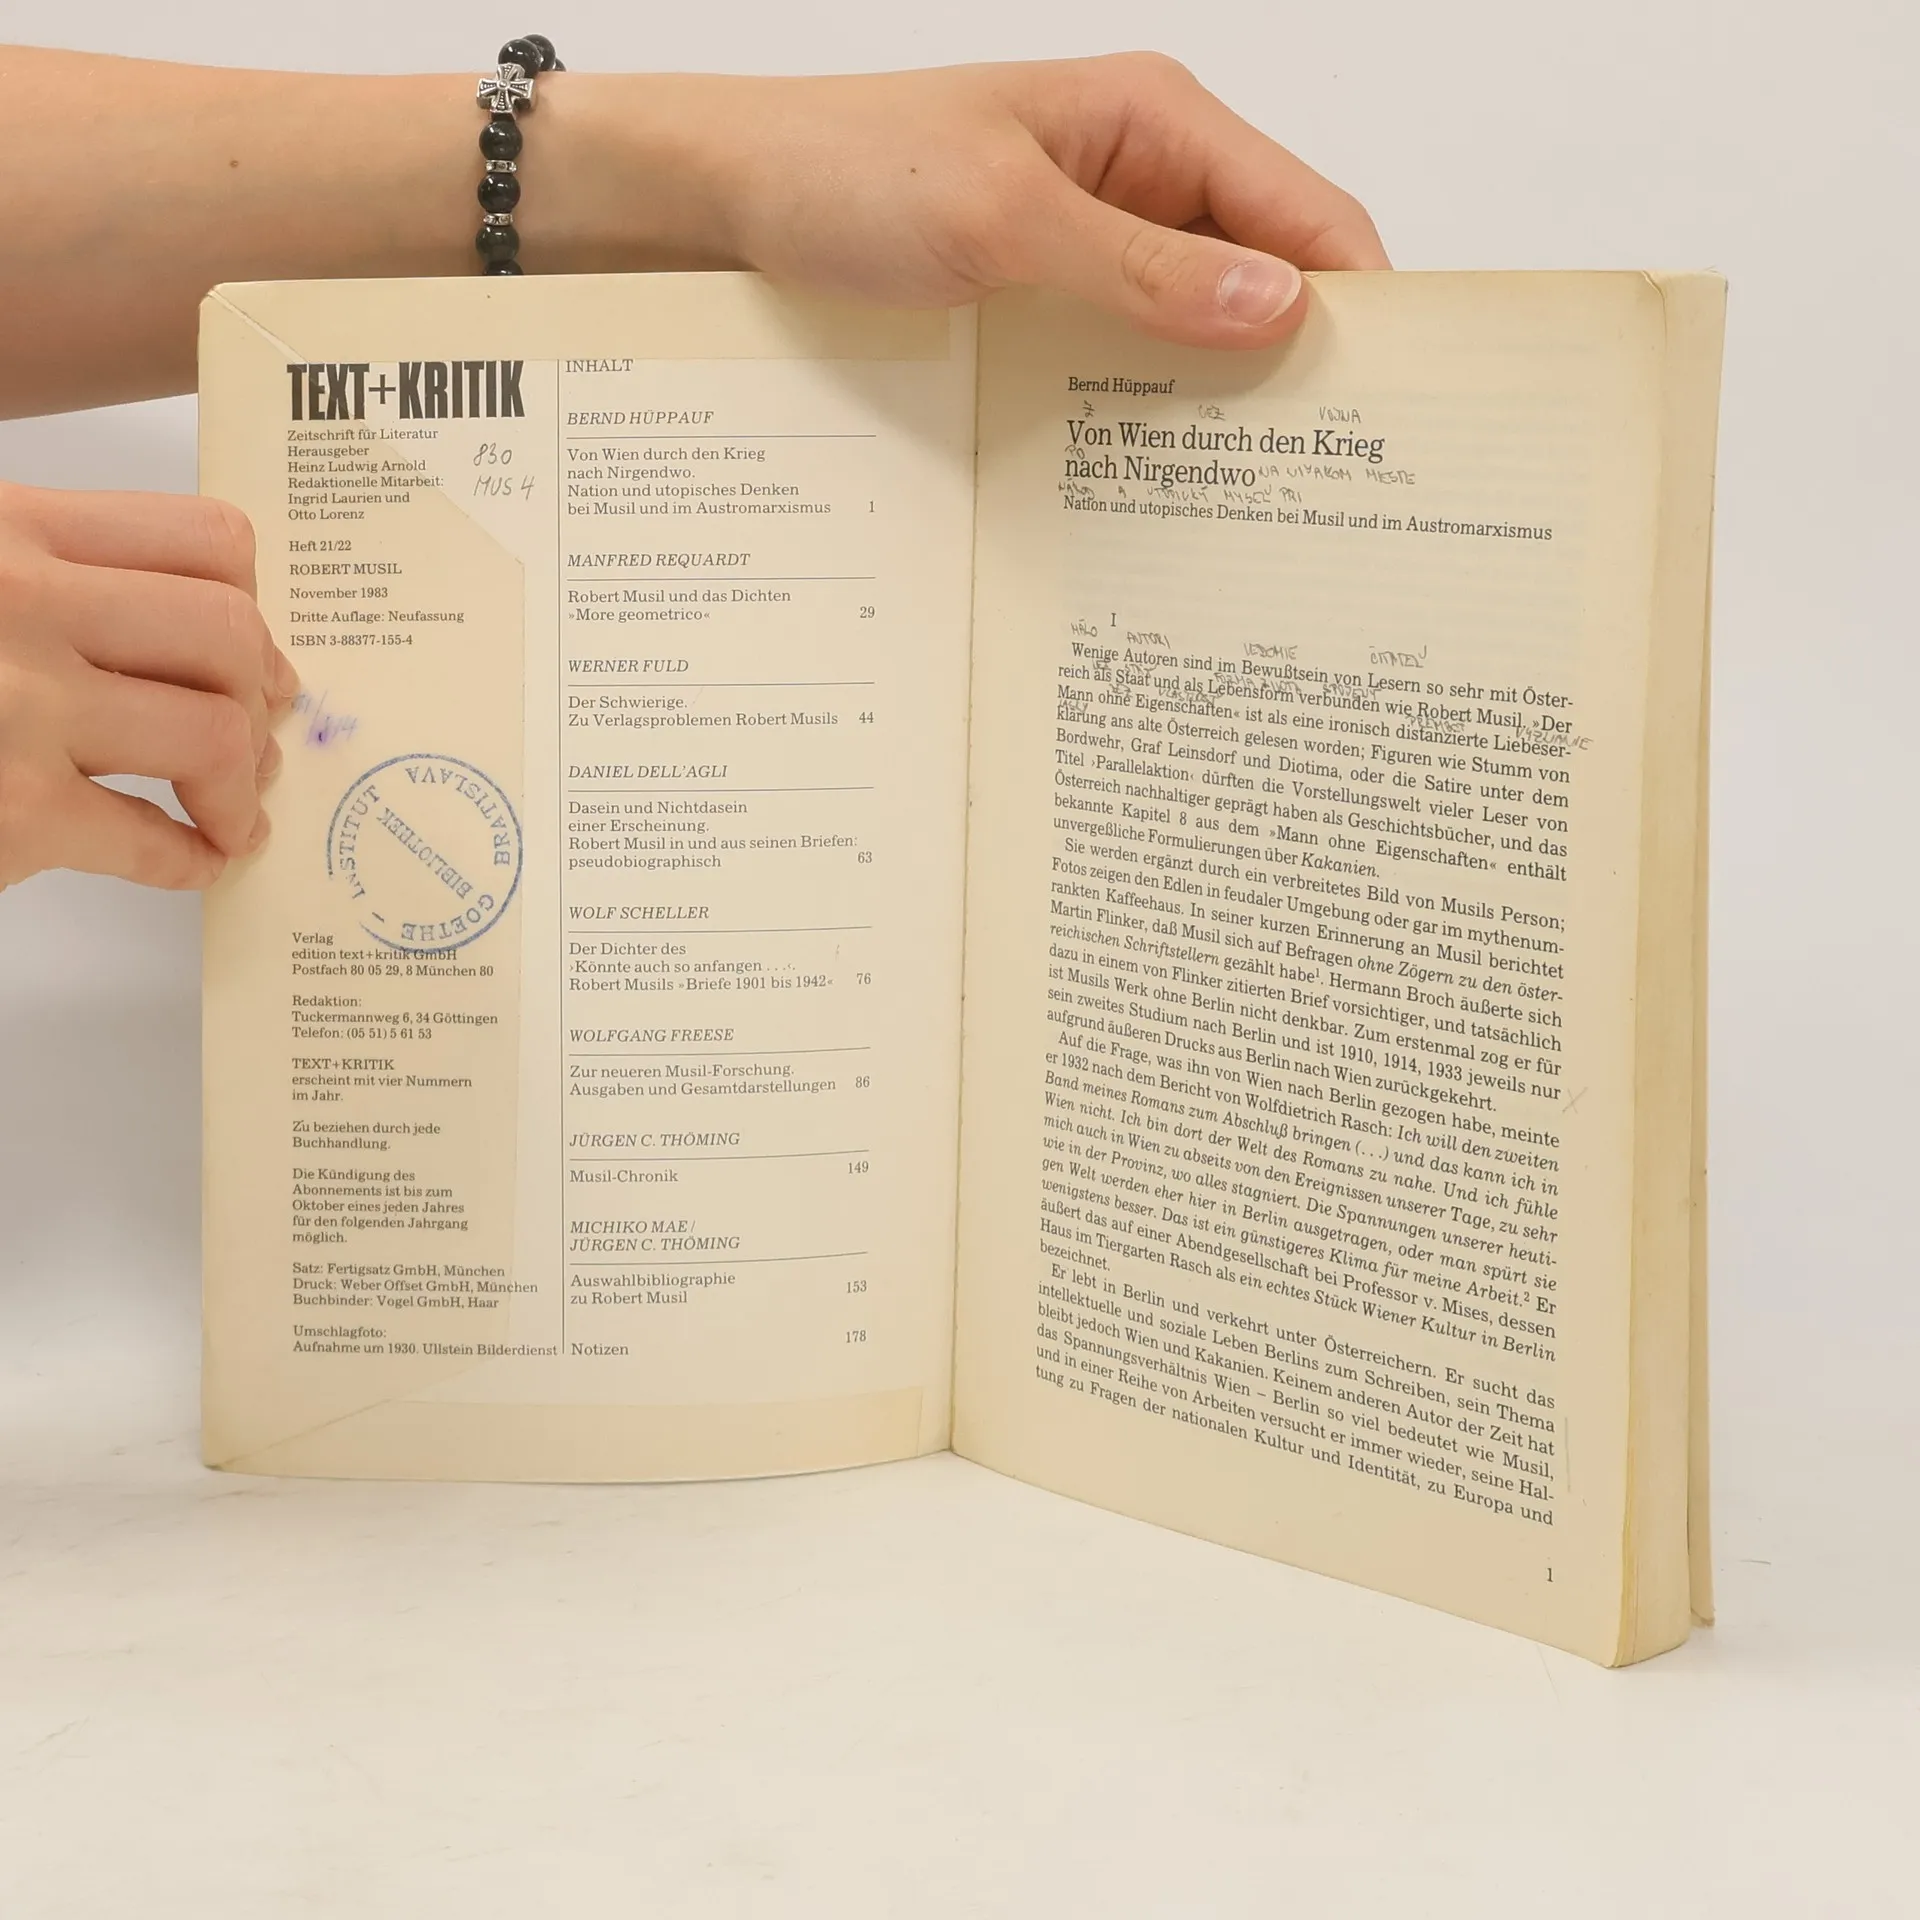 TEXT+KRITIK
Zeitschrift für Literatur
Herausgeber
Heinz Ludwig Arnold
Redaktionelle Mitarbeit:
Ingrid Laurien und
Otto Lorenz
830
MUS 4
Heft 21/22
ROBERT MUSIL
November 1983
Dritte Auflage: Neufassung
ISBN 3-88377-155-4
GOETHE – INSTITUT BRATISLAVA
BIBLIOTHEK
Verlag
edition text+kritik GmbH
Postfach 80 05 29, 8 München 80
Redaktion:
Tuckermannweg 6, 34 Göttingen
Telefon: (05 51) 5 61 53
TEXT+KRITIK
erscheint mit vier Nummern
im Jahr.
Zu beziehen durch jede
Buchhandlung.
Die Kündigung des
Abonnements ist bis zum
Oktober eines jeden Jahres
für den folgenden Jahrgang
möglich.
Satz: Fertigsatz GmbH, München
Druck: Weber Offset GmbH, München
Buchbinder: Vogel GmbH, Haar
Umschlagfoto:
Aufnahme um 1930. Ullstein Bilderdienst
INHALT
BERND HÜPPAUF
Von Wien durch den Krieg
nach Nirgendwo.
Nation und utopisches Denken
bei Musil und im Austromarxismus 1
MANFRED REQUARDT
Robert Musil und das Dichten
»More geometrico« 29
WERNER FULD
Der Schwierige.
Zu Verlagsproblemen Robert Musils 44
DANIEL DELL'AGLI
Dasein und Nichtdasein
einer Erscheinung.
Robert Musil in und aus seinen Briefen:
pseudobiographisch 63
WOLF SCHELLER
Der Dichter des
›Könnte auch so anfangen . . .‹.
Robert Musils »Briefe 1901 bis 1942« 76
WOLFGANG FREESE
Zur neueren Musil-Forschung.
Ausgaben und Gesamtdarstellungen 86
JÜRGEN C. THÖMING
Musil-Chronik 149
MICHIKO MAE/
JÜRGEN C. THÖMING
Auswahlbibliographie
zu Robert Musil 153
Notizen 178
Bernd Hüppauf
Z CEZ VOJNA
Von Wien durch den Krieg
PO
nach Nirgendwo NA NIJAKOM MIESTE
NÁROD A UTOPICKÝ MYSEĽ PRI
Nation und utopisches Denken bei Musil und im Austromarxismus
I
MÁLO AUTORI VEDOMIE ČITATEĽ
Wenige Autoren sind im Bewußtsein von Lesern so sehr mit Öster-
reich als Staat und als Lebensform verbunden wie Robert Musil. »Der
Mann ohne Eigenschaften« ist als eine ironisch distanzierte Liebeser-
klärung ans alte Österreich gelesen worden; Figuren wie Stumm von
Bordwehr, Graf Leinsdorf und Diotima, oder die Satire unter dem
Titel ›Parallelaktion‹ dürften die Vorstellungswelt vieler Leser von
Österreich nachhaltiger geprägt haben als Geschichtsbücher, und das
bekannte Kapitel 8 aus dem »Mann ohne Eigenschaften« enthält
unvergeßliche Formulierungen über Kakanien.
Sie werden ergänzt durch ein verbreitetes Bild von Musils Person;
Fotos zeigen den Edlen in feudaler Umgebung oder gar im mythenum-
rankten Kaffeehaus. In seiner kurzen Erinnerung an Musil berichtet
Martin Flinker, daß Musil sich auf Befragen ohne Zögern zu den öster-
reichischen Schriftstellern gezählt habe¹. Hermann Broch äußerte sich
dazu in einem von Flinker zitierten Brief vorsichtiger, und tatsächlich
ist Musils Werk ohne Berlin nicht denkbar. Zum erstenmal zog er für
sein zweites Studium nach Berlin und ist 1910, 1914, 1933 jeweils nur
aufgrund äußeren Drucks aus Berlin nach Wien zurückgekehrt.
Auf die Frage, was ihn von Wien nach Berlin gezogen habe, meinte
er 1932 nach dem Bericht von Wolfdietrich Rasch: Ich will den zweiten
Band meines Romans zum Abschluß bringen (. . .) und das kann ich in
Wien nicht. Ich bin dort der Welt des Romans zu nahe. Und ich fühle
mich auch in Wien zu abseits von den Ereignissen unserer Tage, zu sehr
wie in der Provinz, wo alles stagniert. Die Spannungen unserer heuti-
gen Welt werden eher hier in Berlin ausgetragen, oder man spürt sie
wenigstens besser. Das ist ein günstigeres Klima für meine Arbeit.² Er
äußert das auf einer Abendgesellschaft bei Professor v. Mises, dessen
Haus im Tiergarten Rasch als ein echtes Stück Wiener Kultur in Berlin
bezeichnet.
Er lebt in Berlin und verkehrt unter Österreichern. Er sucht das
intellektuelle und soziale Leben Berlins zum Schreiben, sein Thema
bleibt jedoch Wien und Kakanien. Keinem anderen Autor der Zeit hat
das Spannungsverhältnis Wien – Berlin so viel bedeutet wie Musil,
und in einer Reihe von Arbeiten versucht er immer wieder, seine Hal-
tung zu Fragen der nationalen Kultur und Identität, zu Europa und
1